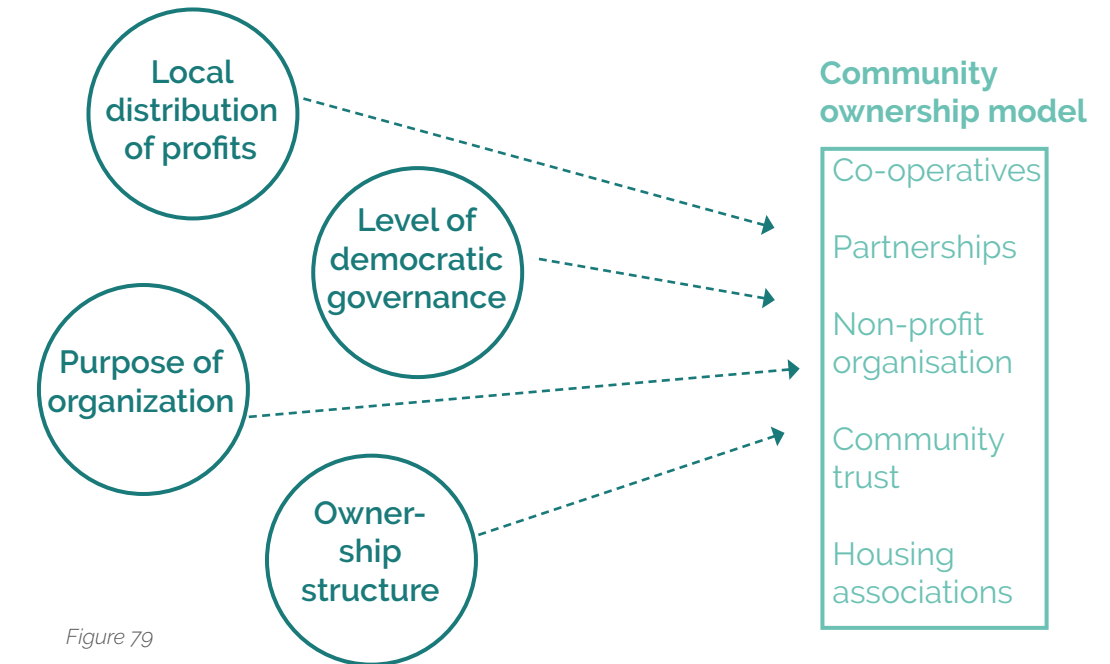 Local
distribution
of profits
Level of
democratic
governance
Purpose of
organization
Owner-
ship
structure
Community
ownership model
Co-operatives
Partnerships
Non-profit
organisation
Community
trust
Housing
associations
Figure 79